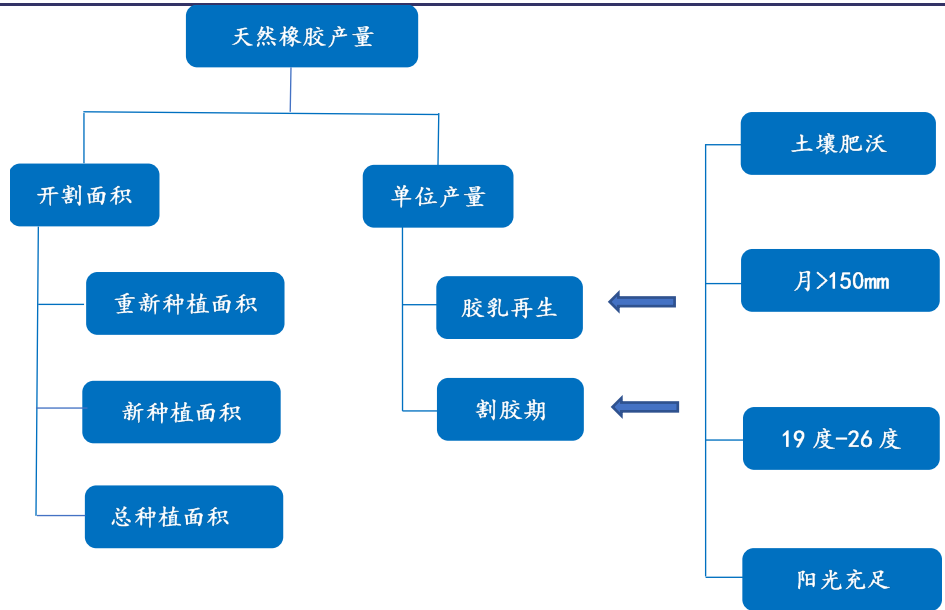 天然橡胶产量
开割面积
单位产量
重新种植面积
新种植面积
总种植面积
胶乳再生
割胶期
土壤肥沃
月>150mm
19度-26度
阳光充足